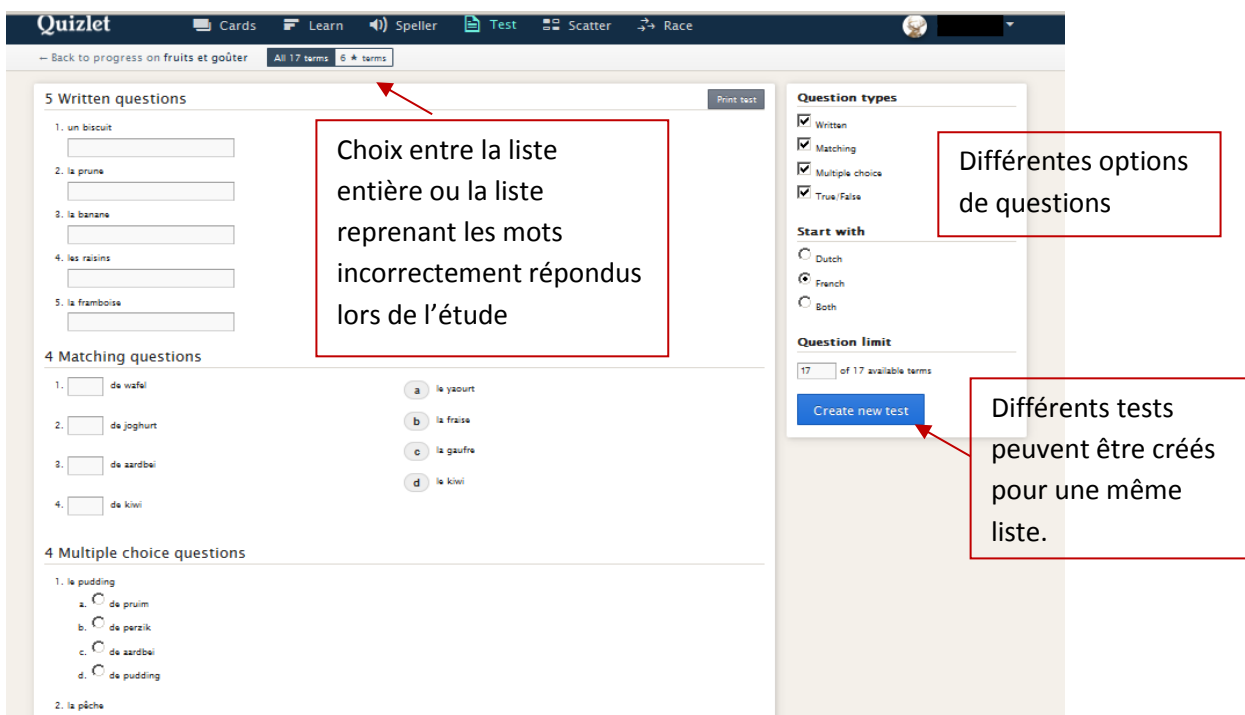 Quizlet Cards Learn Speller Test Scatter Race
← Back to progress on fruits et goûter All 17 terms 6 ★ terms
5 Written questions
Print test
1. un biscuit
2. la prune
3. la banane
4. les raisins
5. la framboise
Choix entre la liste
entière ou la liste
reprenant les mots
incorrectement répondus
lors de l’étude
4 Matching questions
1. de wafel
2. de joghurt
3. de aardbei
4. de kiwi
a le yaourt
b la fraise
c la gaufre
d le kiwi
4 Multiple choice questions
1. le pudding
a. de pruim
b. de perzik
c. de aardbei
d. de pudding
2. la pêche
Question types
Written
Matching
Multiple choice
True/False
Différentes options
de questions
Start with
Dutch
French
Both
Question limit
17 of 17 available terms
Create new test
Différents tests
peuvent être créés
pour une même
liste.